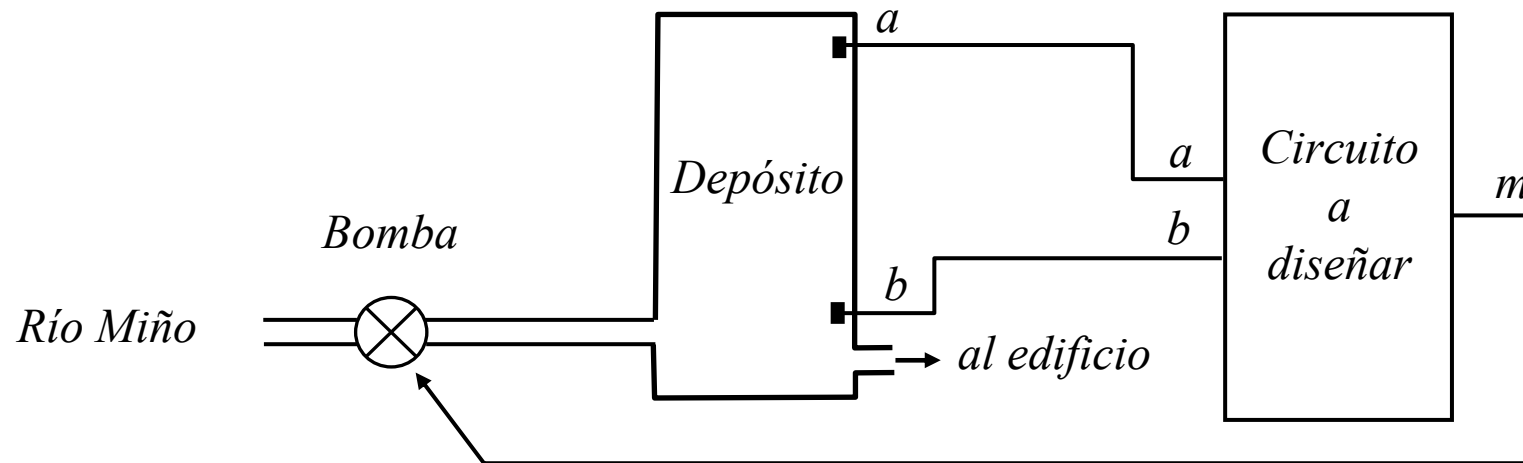 a
Depósito
a
b
Circuito
a
diseñar
m
Bomba
b
Río Miño
al edificio